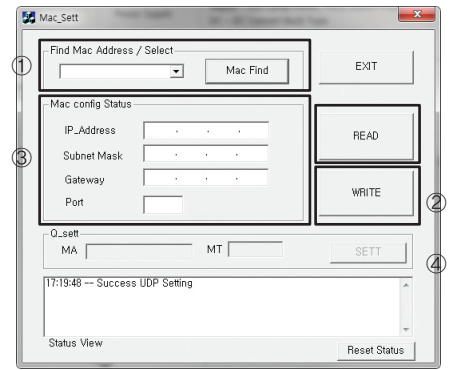 Mac_Sett
Find Mac Address / Select
Mac Find
EXIT
①
Mac config Status
IP_Address . . .
Subnet Mask . . .
Gateway . . .
Port
③
READ
WRITE
②
Q_sett
MA
MT
SETT
④
17:19:48 -- Success UDP Setting
Status View
Reset Status